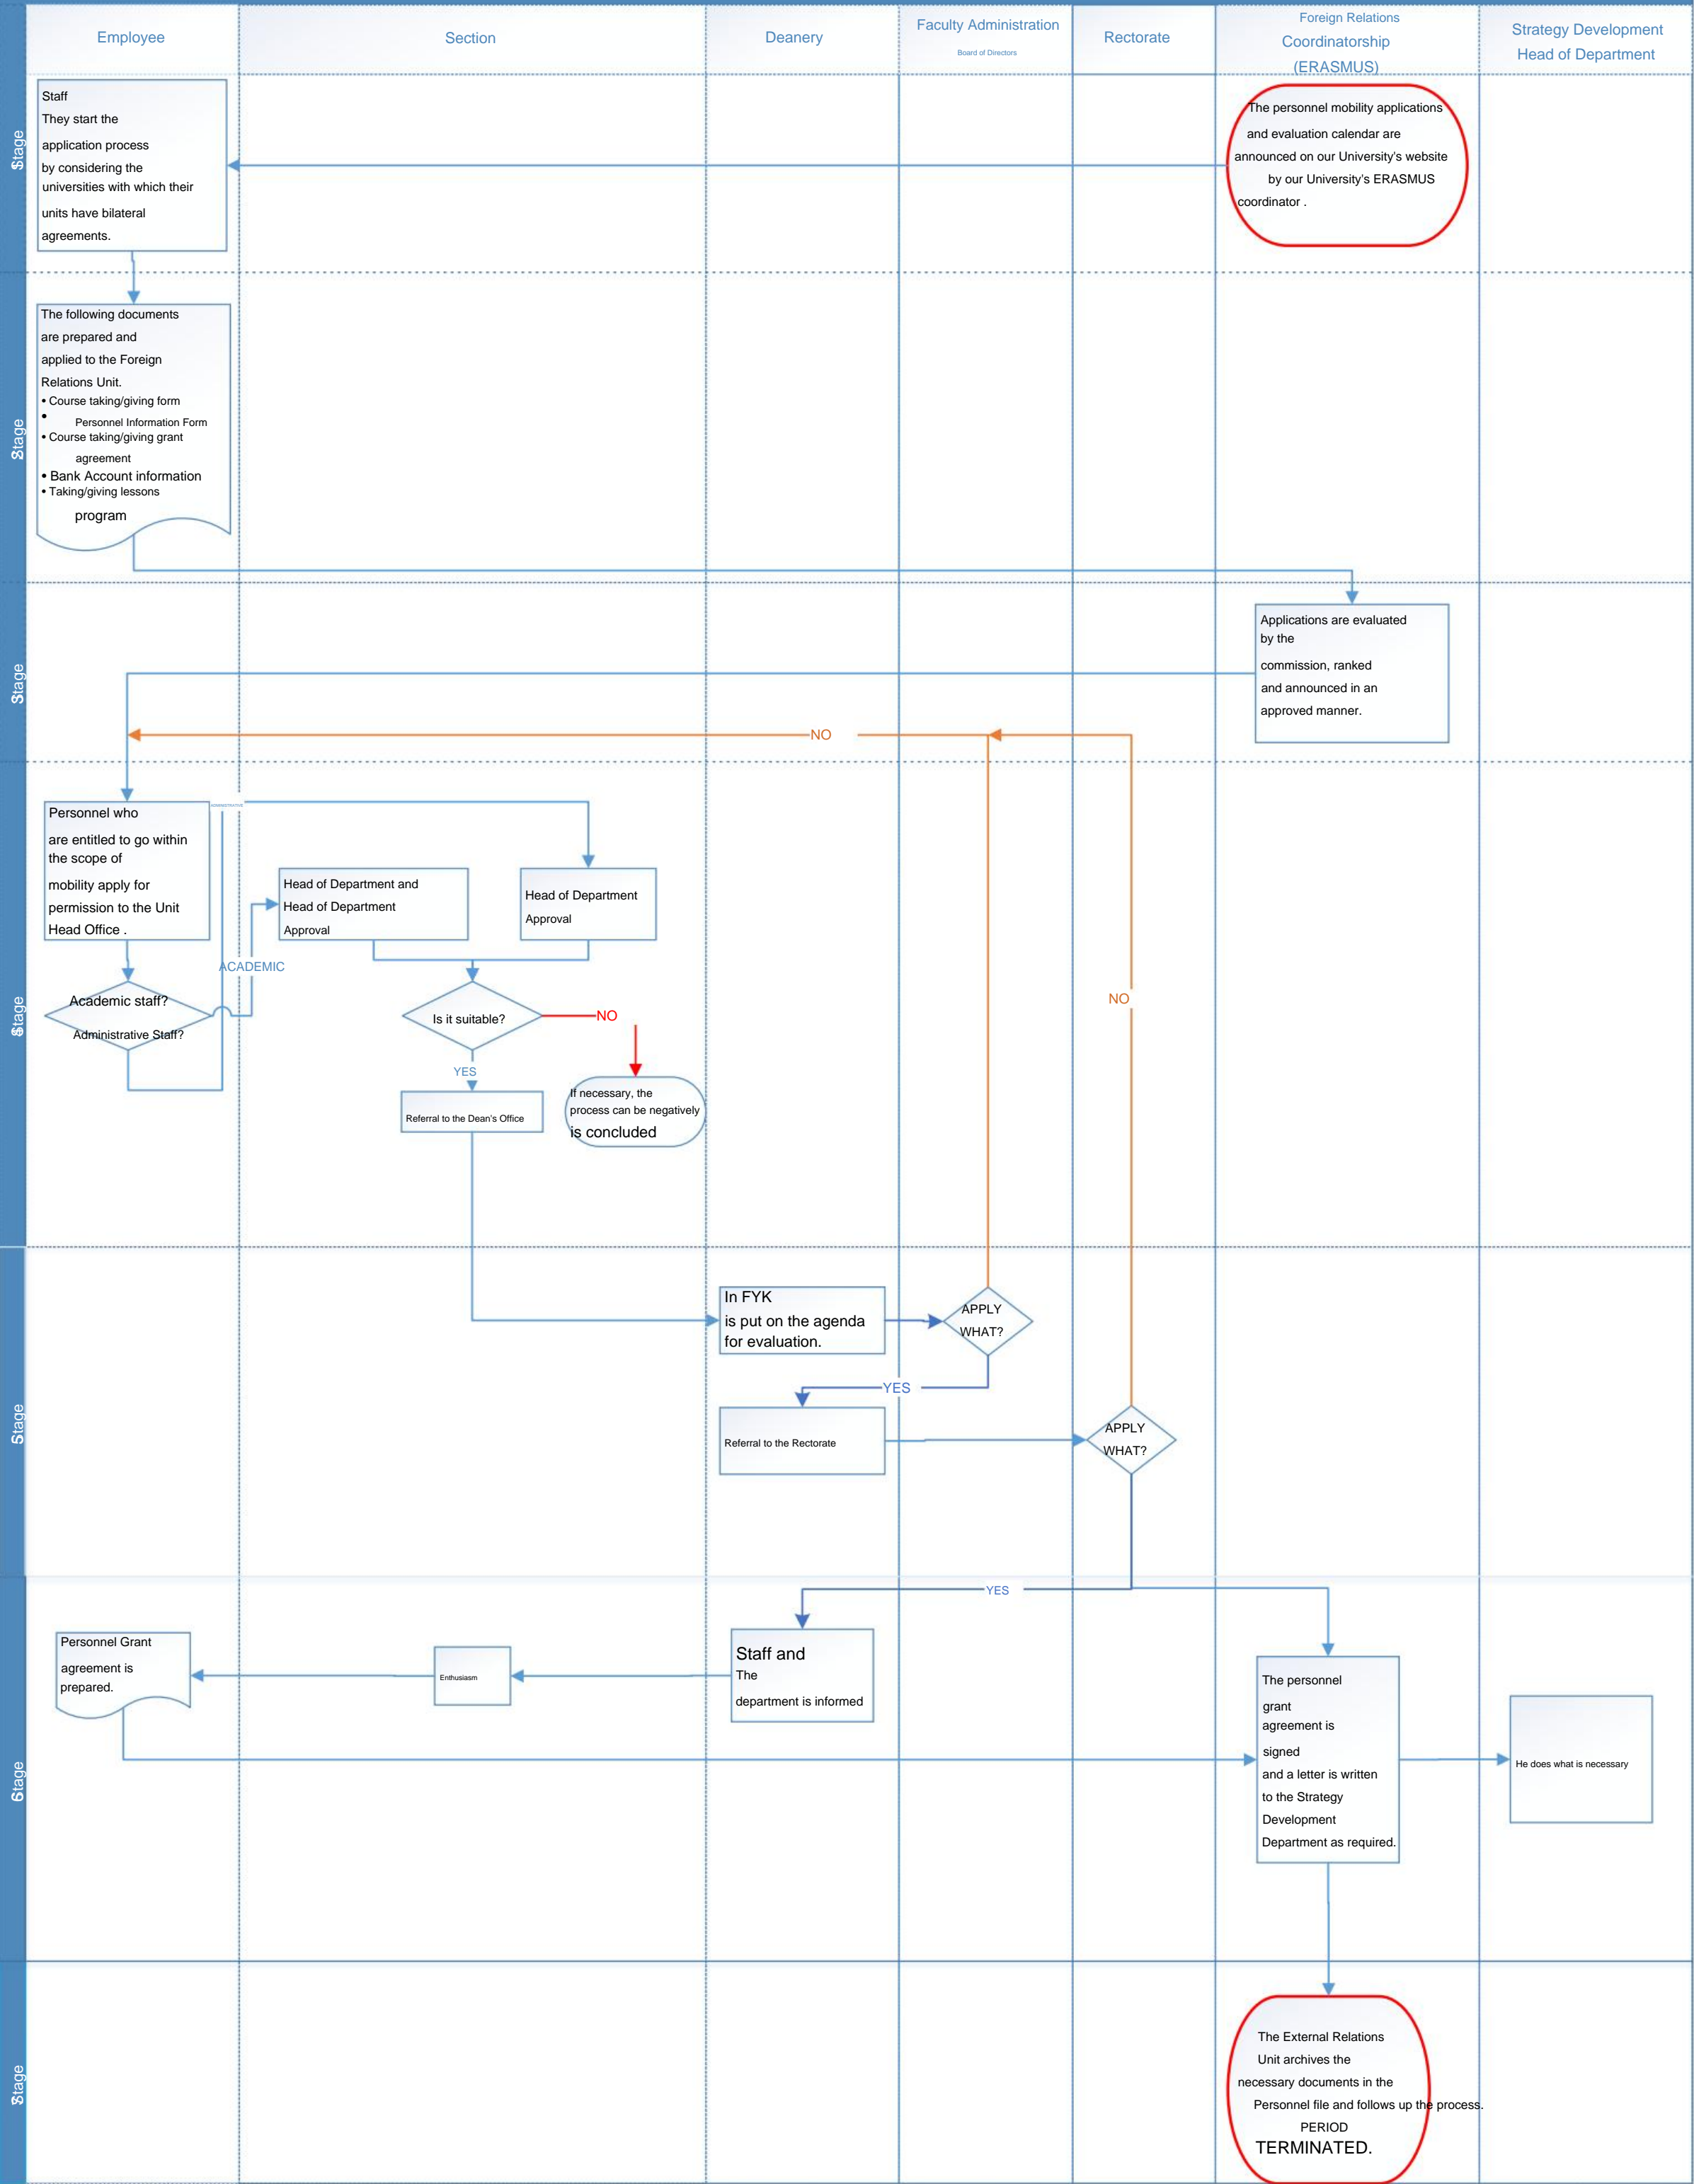 Employee
Section
Deanery
Faculty Administration
Board of Directors
Rectorate
Foreign Relations
Coordinatorship
(ERASMUS)
Strategy Development
Head of Department
Stage
Staff
They start the
application process
by considering the
universities with which their
units have bilateral
agreements.
The personnel mobility applications
and evaluation calendar are
announced on our University's website
by our University's ERASMUS
coordinator .
Stage
The following documents
are prepared and
applied to the Foreign
Relations Unit.
• Course taking/giving form
•
Personnel Information Form
• Course taking/giving grant
agreement
• Bank Account information
• Taking/giving lessons
program
Stage
Applications are evaluated
by the
commission, ranked
and announced in an
approved manner.
NO
Stage
Personnel who
are entitled to go within
the scope of
mobility apply for
permission to the Unit
Head Office .
ADMINISTRATIVE
Head of Department and
Head of Department
Approval
Head of Department
Approval
ACADEMIC
Academic staff?
Administrative Staff?
Is it suitable?
NO
NO
YES
Referral to the Dean's Office
If necessary, the
process can be negatively
is concluded
5tage
In FYK
is put on the agenda
for evaluation.
APPLY
WHAT?
YES
Referral to the Rectorate
APPLY
WHAT?
YES
Stage
Personnel Grant
agreement is
prepared.
Enthusiasm
Staff and
The
department is informed
The personnel
grant
agreement is
signed
and a letter is written
to the Strategy
Development
Department as required.
He does what is necessary
Stage
The External Relations
Unit archives the
necessary documents in the
Personnel file and follows up the process.
PERIOD
TERMINATED.